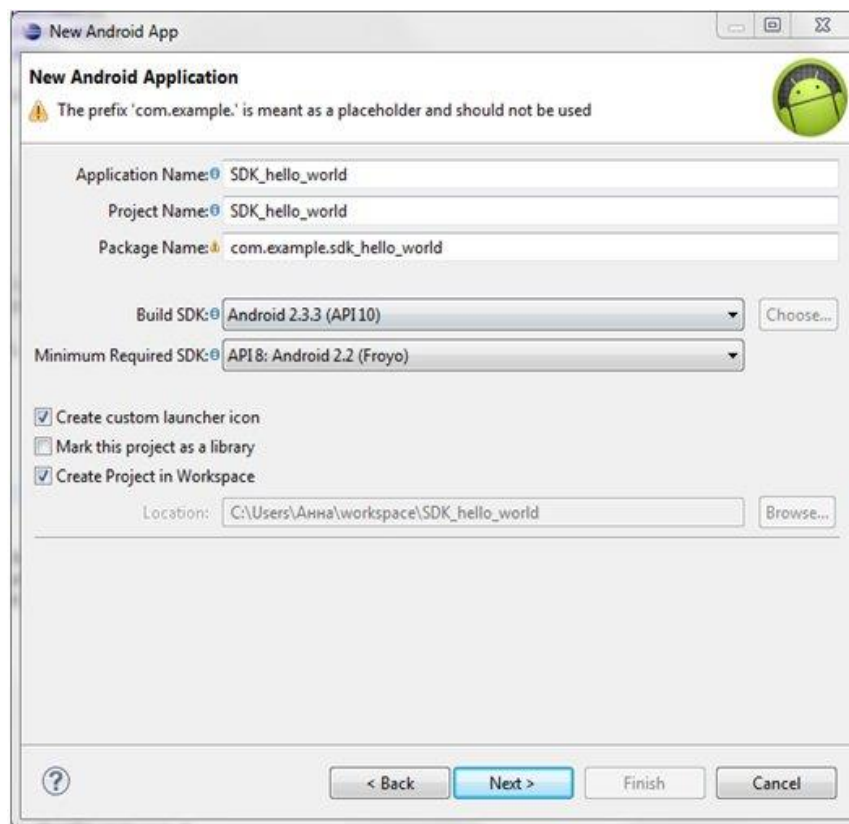 New Android App
New Android Application
The prefix 'com.example.' is meant as a placeholder and should not be used
Application Name: SDK_hello_world
Project Name: SDK_hello_world
Package Name: com.example.sdk_hello_world
Build SDK: Android 2.3.3 (API 10) Choose...
Minimum Required SDK: API 8: Android 2.2 (Froyo)
Create custom launcher icon
Mark this project as a library
Create Project in Workspace
Location: C:\Users\Анна\workspace\SDK_hello_world Browse...
? < Back Next > Finish Cancel